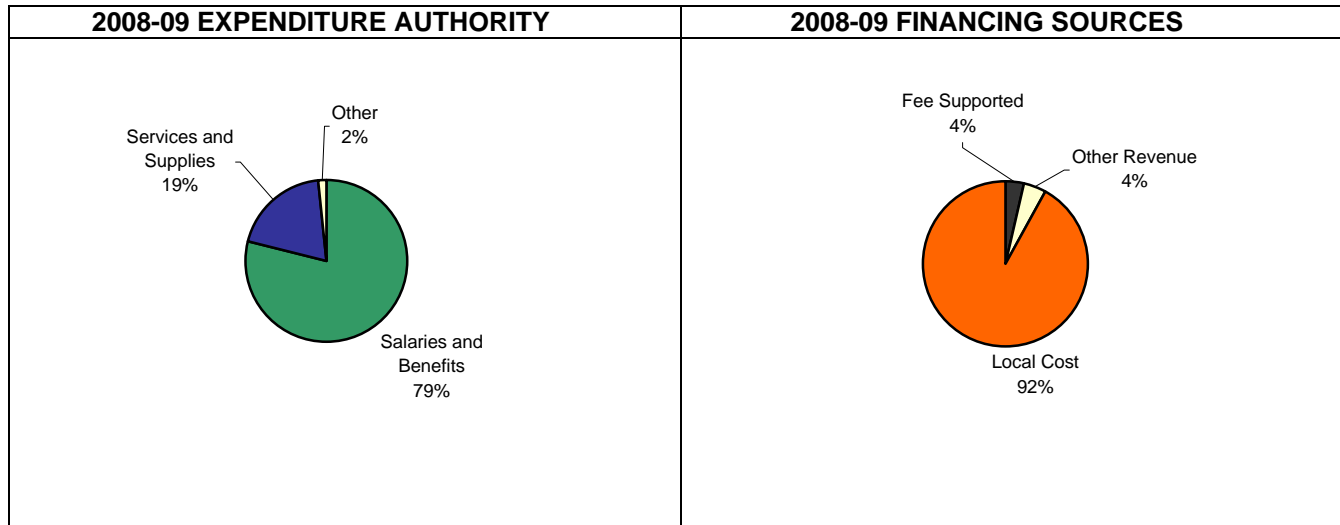 2008-09 EXPENDITURE AUTHORITY
Other
2%
Services and
Supplies
19%
Salaries and
Benefits
79%
2008-09 FINANCING SOURCES
Fee Supported
4%
Other Revenue
4%
Local Cost
92%